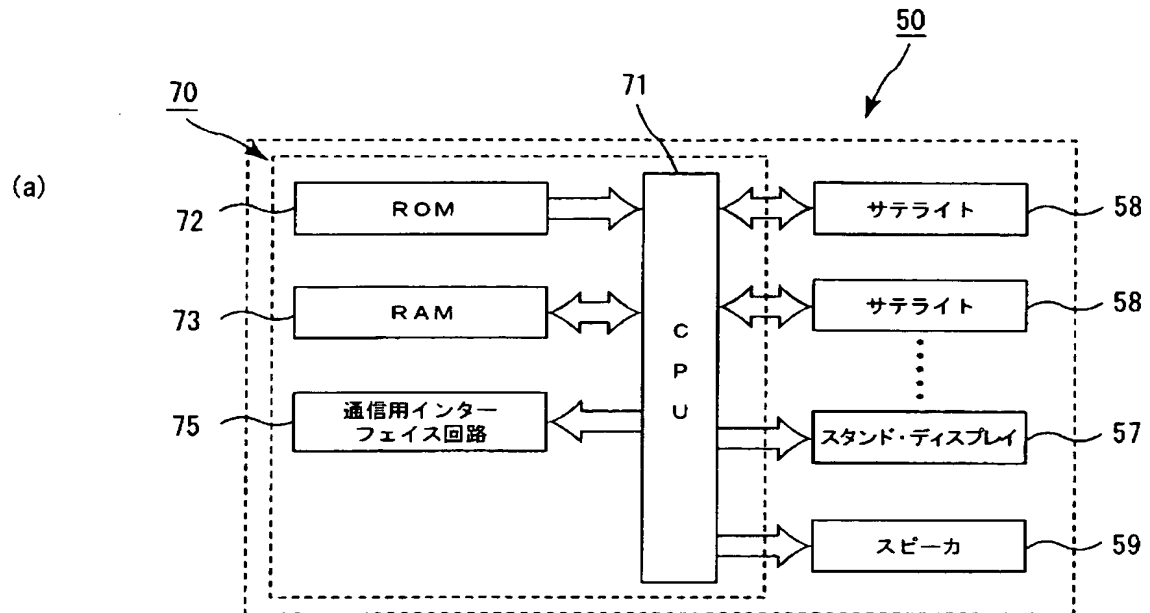 50
70
71
(a)
72
ROM
サテライト
58
73
RAM
サテライト
58
CPU
75
通信用インター
フェイス回路
スタンド・ディスプレイ
57
スピーカ
59